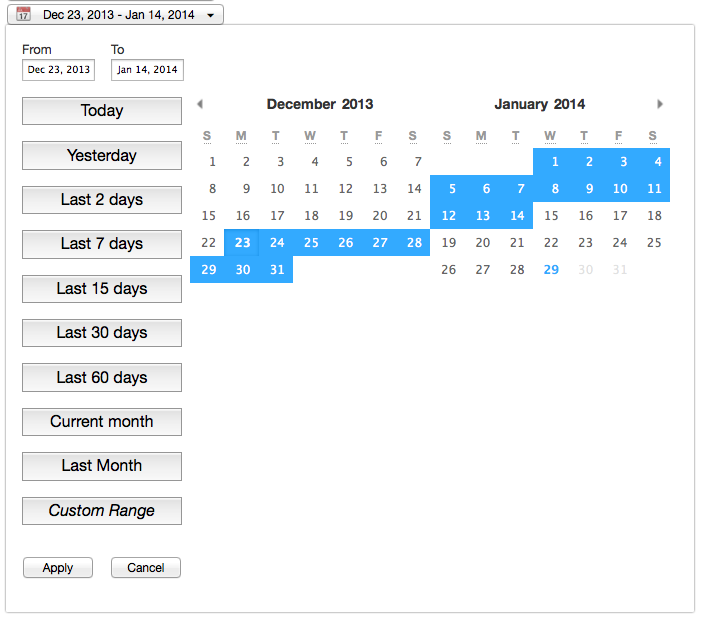 17 Dec 23, 2013 - Jan 14, 2014
From To
Dec 23, 2013 Jan 14, 2014
Today
Yesterday
Last 2 days
Last 7 days
Last 15 days
Last 30 days
Last 60 days
Current month
Last Month
Custom Range
Apply Cancel
December 2013
S M T W T F S
1 2 3 4 5 6 7
8 9 10 11 12 13 14
15 16 17 18 19 20 21
22 23 24 25 26 27 28
29 30 31
January 2014
S M T W T F S
1 2 3 4
5 6 7 8 9 10 11
12 13 14 15 16 17 18
19 20 21 22 23 24 25
26 27 28 29 30 31